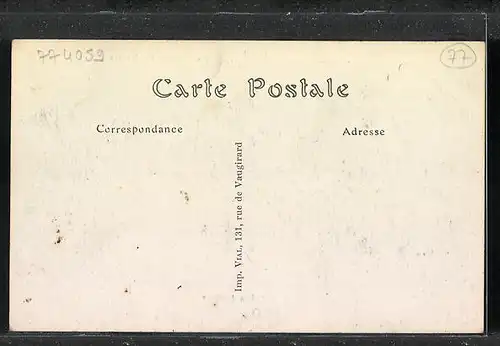 774059
77
Carte Postale
Correspondance
Adresse
Imp. Vial, 131, rue de Vaugirard